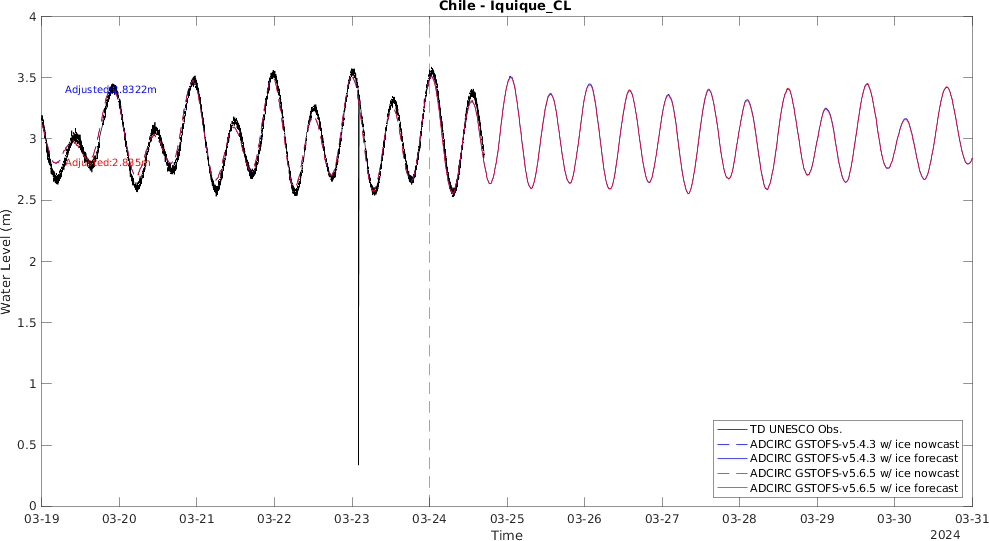 Chile - Iquique_CL
4
3.5
3
2.5
2
1.5
1
0.5
0
Water Level (m)
Adjusted:2.8322m
Adjusted:2.835m
TD UNESCO Obs.
ADCIRC GSTOFS-v5.4.3 w/ ice nowcast
ADCIRC GSTOFS-v5.4.3 w/ ice forecast
ADCIRC GSTOFS-v5.6.5 w/ ice nowcast
ADCIRC GSTOFS-v5.6.5 w/ ice forecast
03-19 03-20 03-21 03-22 03-23 03-24 03-25 03-26 03-27 03-28 03-29 03-30 03-31
Time
2024